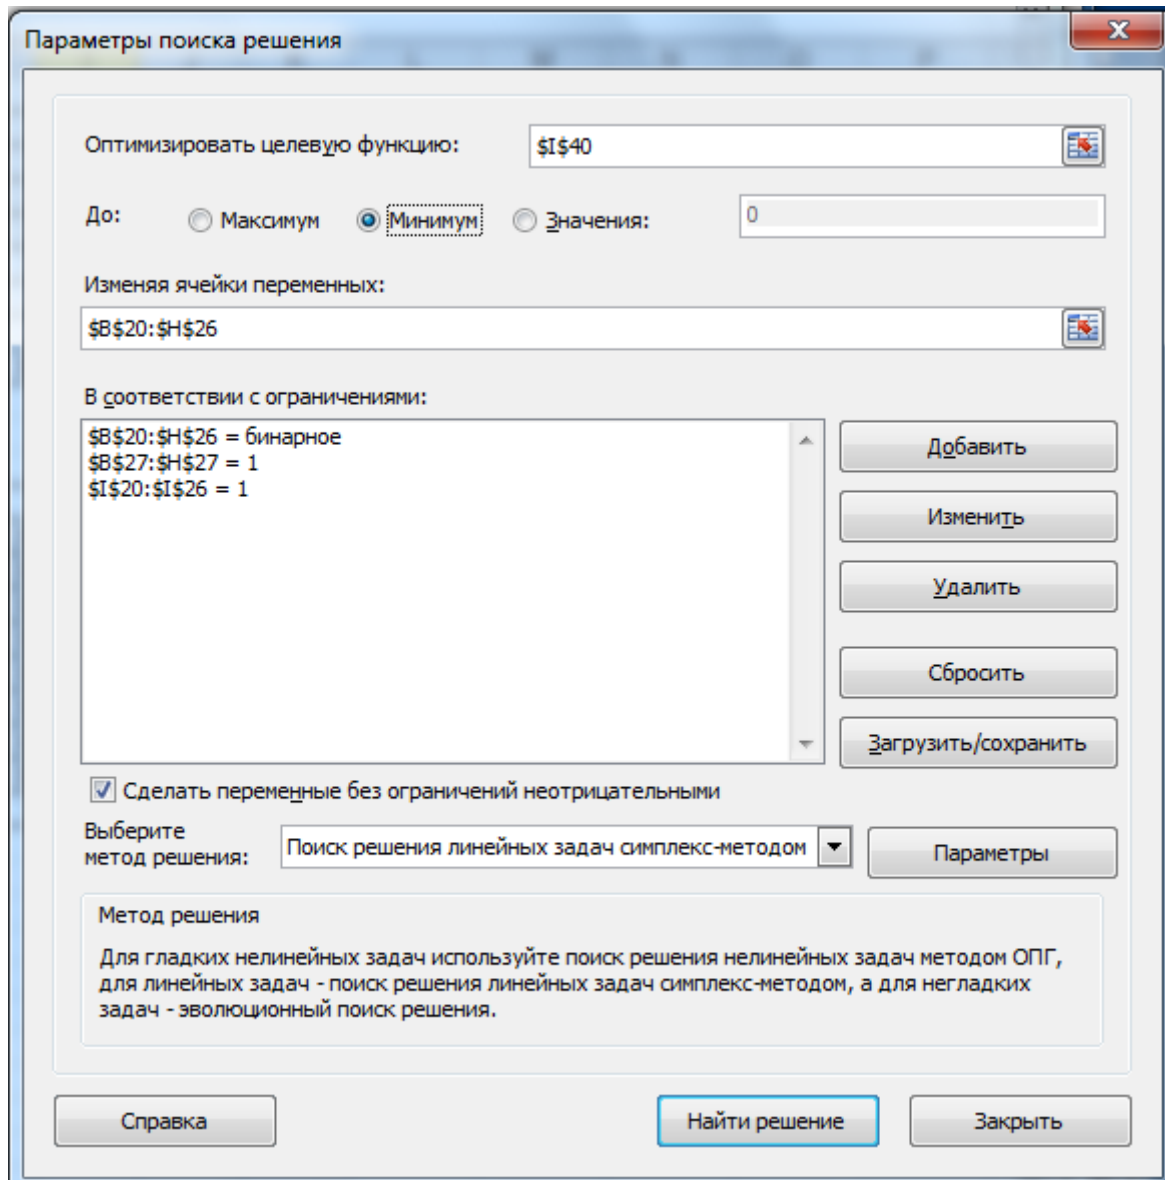 Параметры поиска решения
Оптимизировать целевую функцию: $I$40
До: Максимум Минимум Значения: 0
Изменяя ячейки переменных:
$B$20:$H$26
В соответствии с ограничениями:
$B$20:$H$26 = бинарное
$B$27:$H$27 = 1
$I$20:$I$26 = 1
Добавить
Изменить
Удалить
Сбросить
Загрузить/сохранить
Сделать переменные без ограничений неотрицательными
Выберите
метод решения:
Поиск решения линейных задач симплекс-методом
Параметры
Метод решения
Для гладких нелинейных задач используйте поиск решения нелинейных задач методом ОПГ,
для линейных задач - поиск решения линейных задач симплекс-методом, а для негладких
задач - эволюционный поиск решения.
Справка Найти решение Закрыть